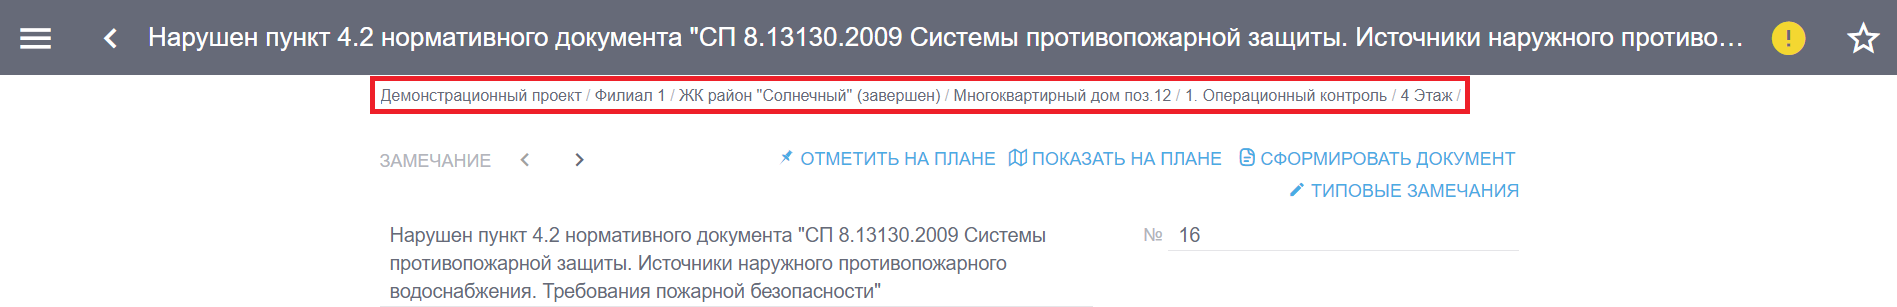 Нарушен пункт 4.2 нормативного документа "СП 8.13130.2009 Системы противопожарной защиты. Источники наружного противо...
Демонстрационный проект / Филиал 1 / ЖК район "Солнечный" (завершен) / Многоквартирный дом поз.12 / 1. Операционный контроль / 4 Этаж /
ЗАМЕЧАНИЕ
ОТМЕТИТЬ НА ПЛАНЕ ПОКАЗАТЬ НА ПЛАНЕ СФОРМИРОВАТЬ ДОКУМЕНТ
ТИПОВЫЕ ЗАМЕЧАНИЯ
Нарушен пункт 4.2 нормативного документа "СП 8.13130.2009 Системы
противопожарной защиты. Источники наружного противопожарного
водоснабжения. Требования пожарной безопасности"
№ 16